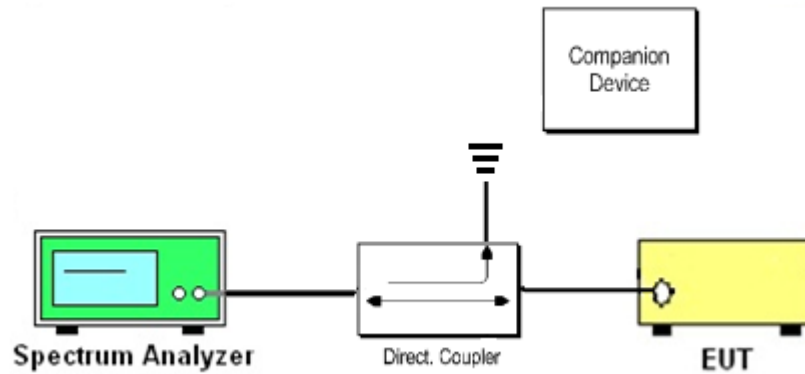 Companion
Device
Spectrum Analyzer
Direct. Coupler
EUT